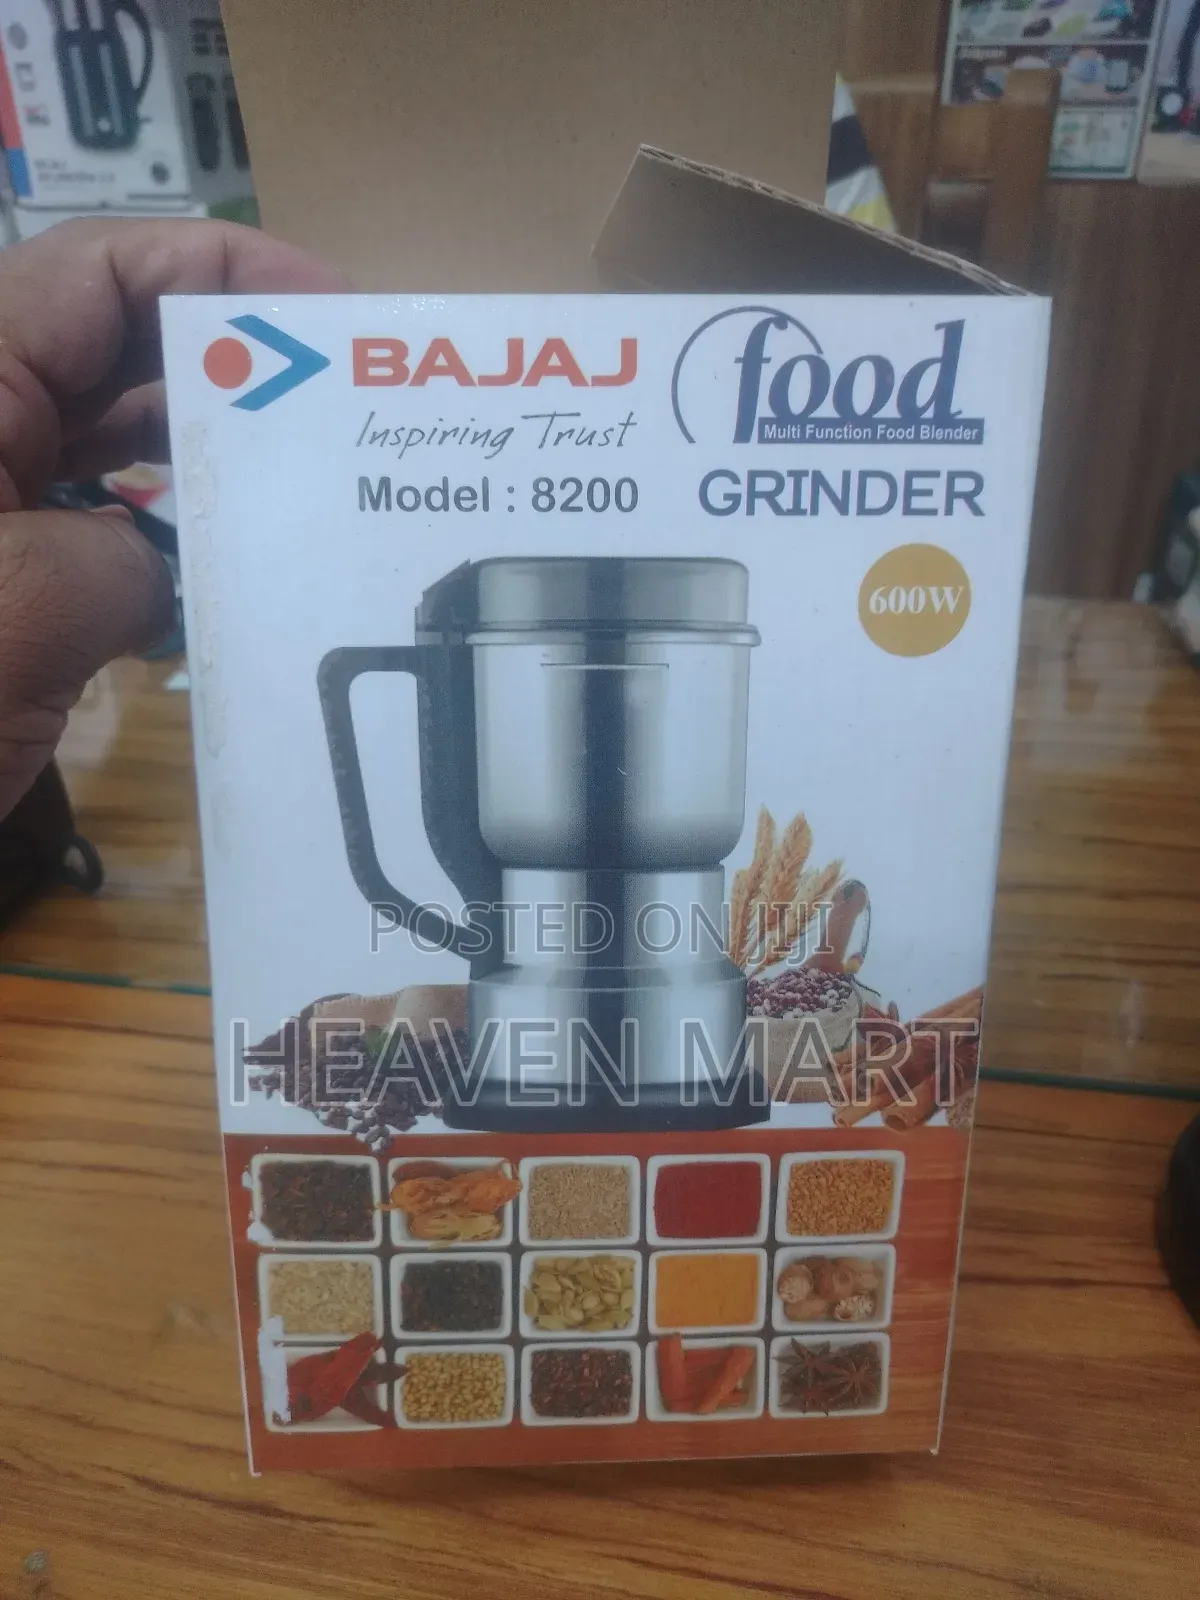 BAJAJ
Inspiring Trust
Model : 8200
food
Multi Function Food Blender
GRINDER
600W
POSTED ON JIJI
HEAVEN MART